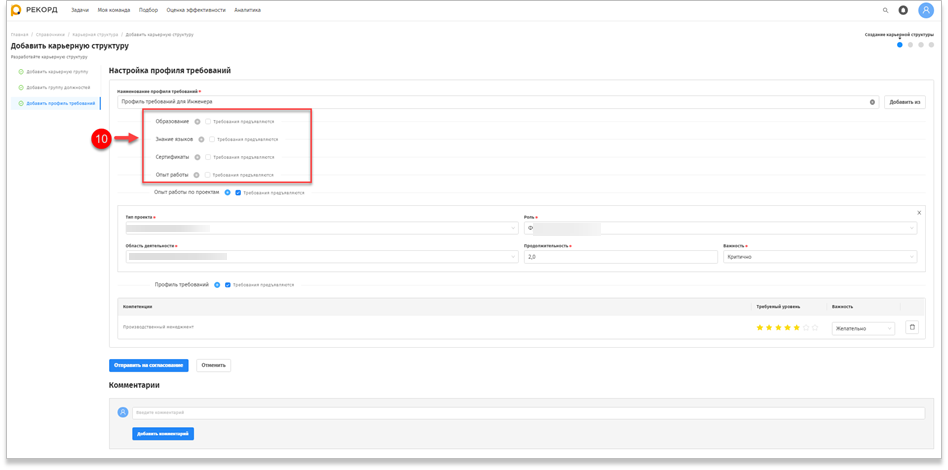 РЕКОРД Задачи Моя команда Подбор Оценка эффективности Аналитика
Главная / Справочники / Карьерная структура / Добавить карьерную структуру
Создание карьерной структуры
Добавить карьерную структуру
Разработайте карьерную структуру
Добавить карьерную группу
Добавить группу должностей
Добавить профиль требований
Настройка профиля требований
Наименование профиля требований
Профиль требований для Инженера
Добавить из
Образование Требования предъявляются
10
Знание языков Требования предъявляются
Сертификаты Требования предъявляются
Опыт работы Требования предъявляются
Опыт работы по проектам Требования предъявляются
Тип проекта Роль
Ф
Область деятельности Продолжительность Важность
2,0 Критично
Профиль требований Требования предъявляются
Компетенции Требуемый уровень Важность
Производственный менеджмент Желательно
Отправить на согласование Отменить
Комментарии
Введите комментарий
Добавить комментарий